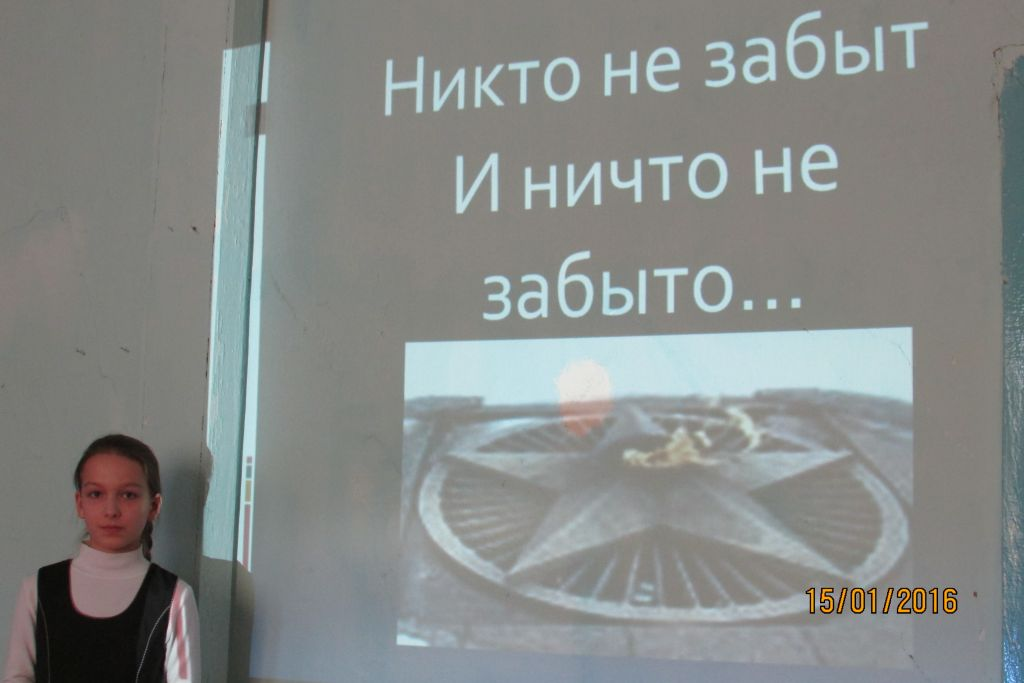 Никто не забыт
И ничто не
забыто...
15/01/2016